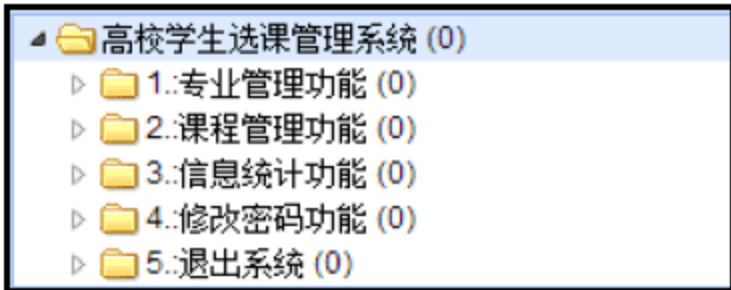 高校学生选课管理系统 (0)
1.:专业管理功能 (0)
2.:课程管理功能 (0)
3.:信息统计功能 (0)
4.:修改密码功能 (0)
5.:退出系统 (0)